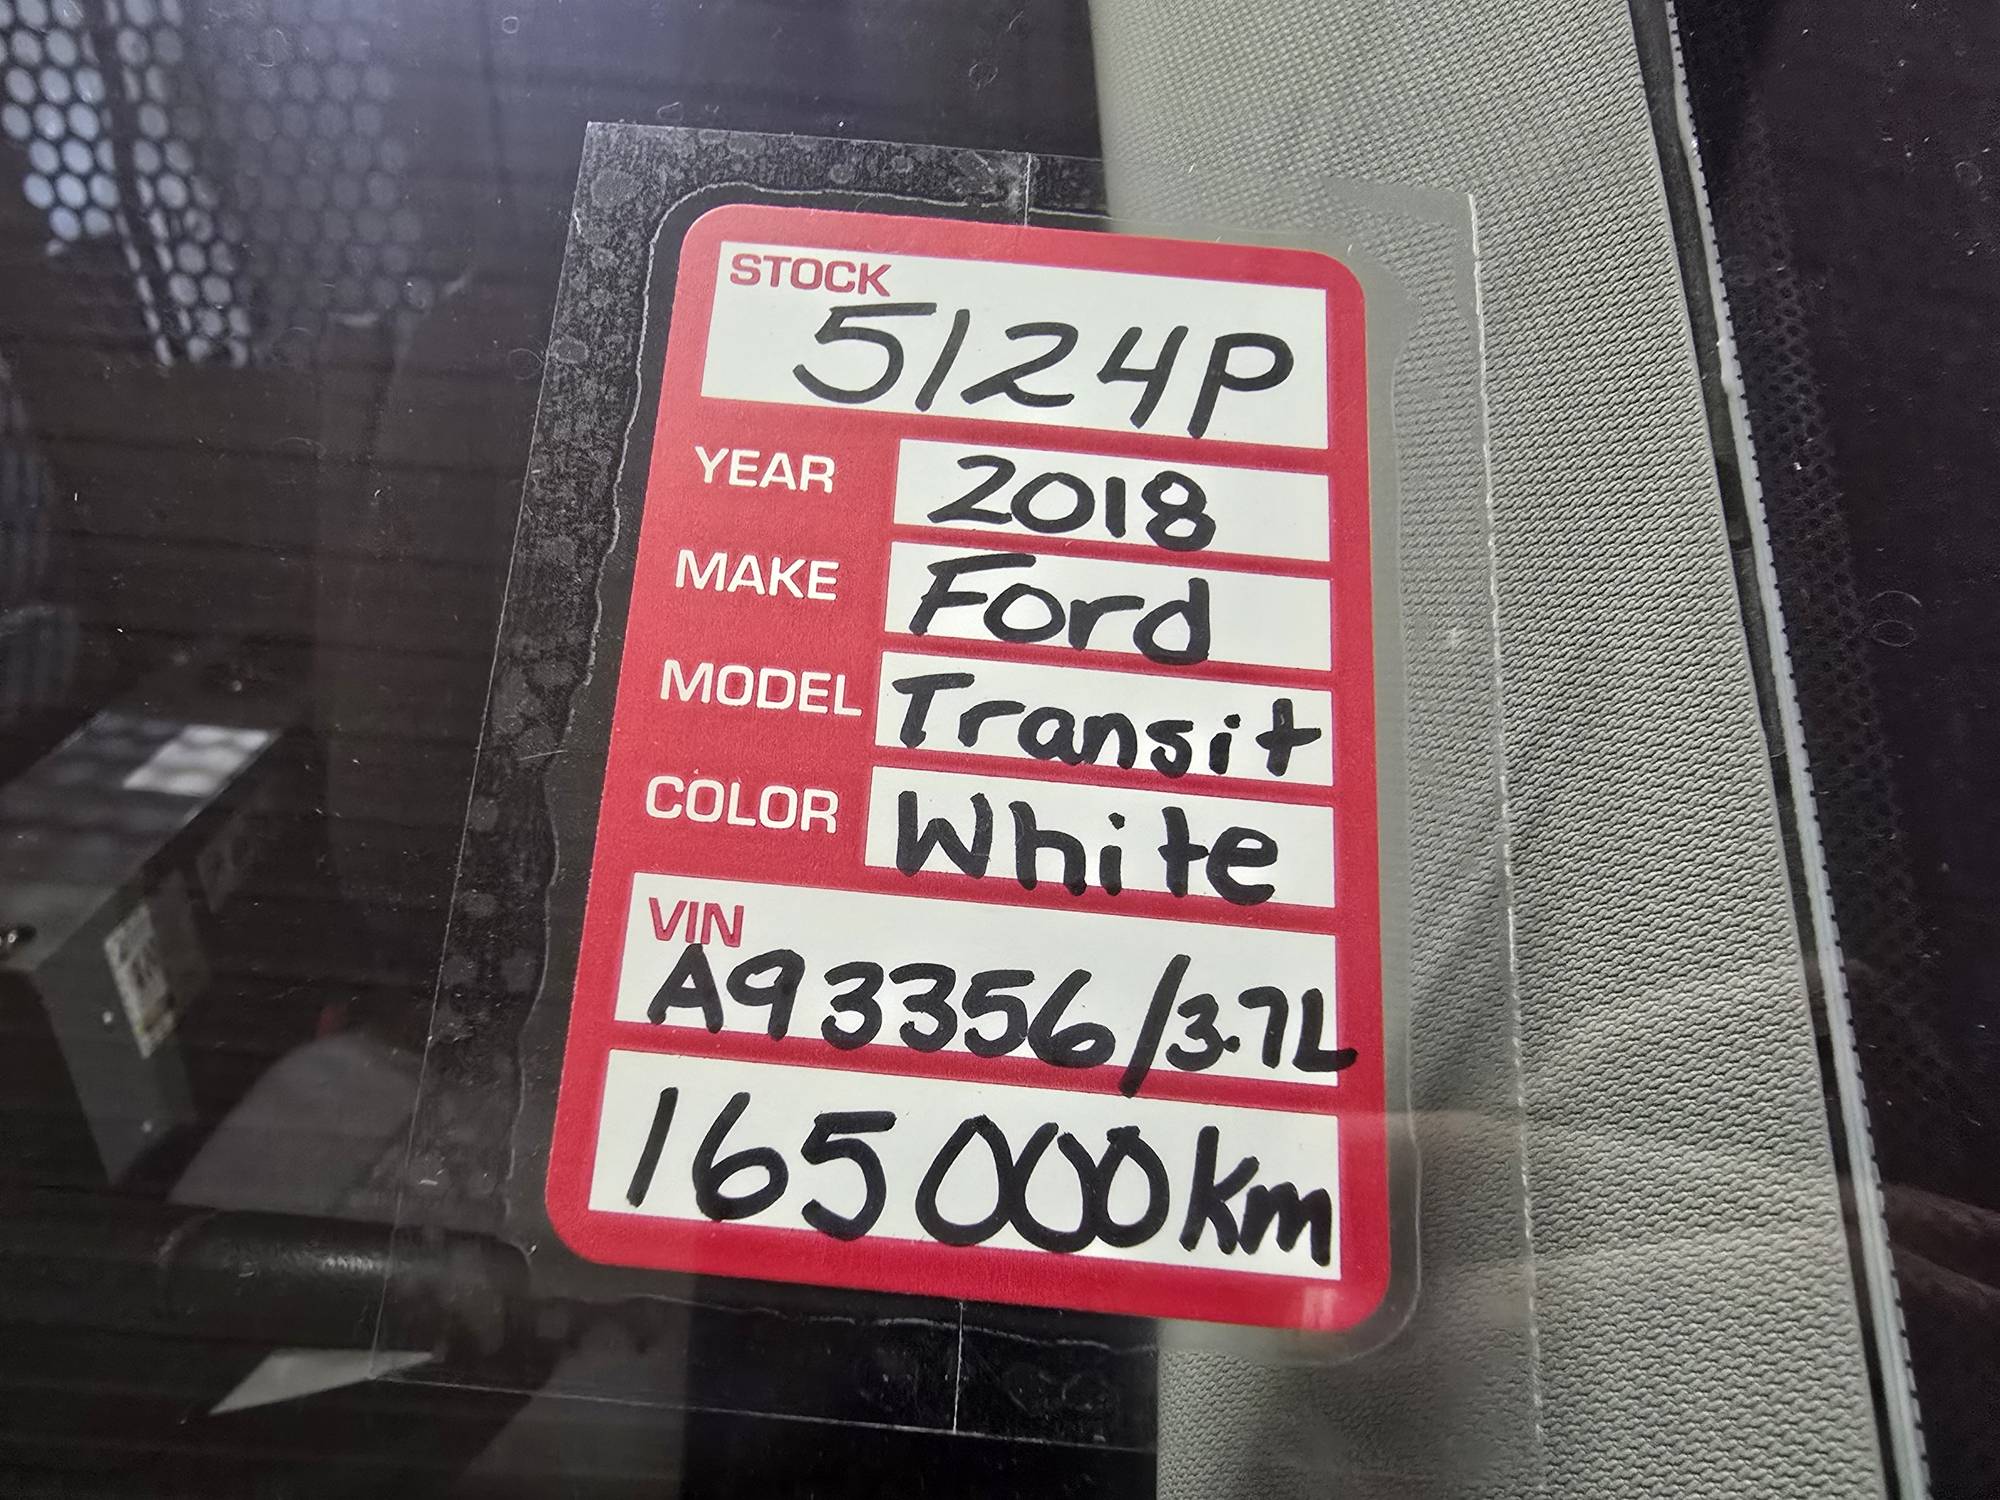 STOCK
5124P
YEAR 2018
MAKE Ford
MODEL Transit
COLOR White
VIN
A93356/3.7L
165000km